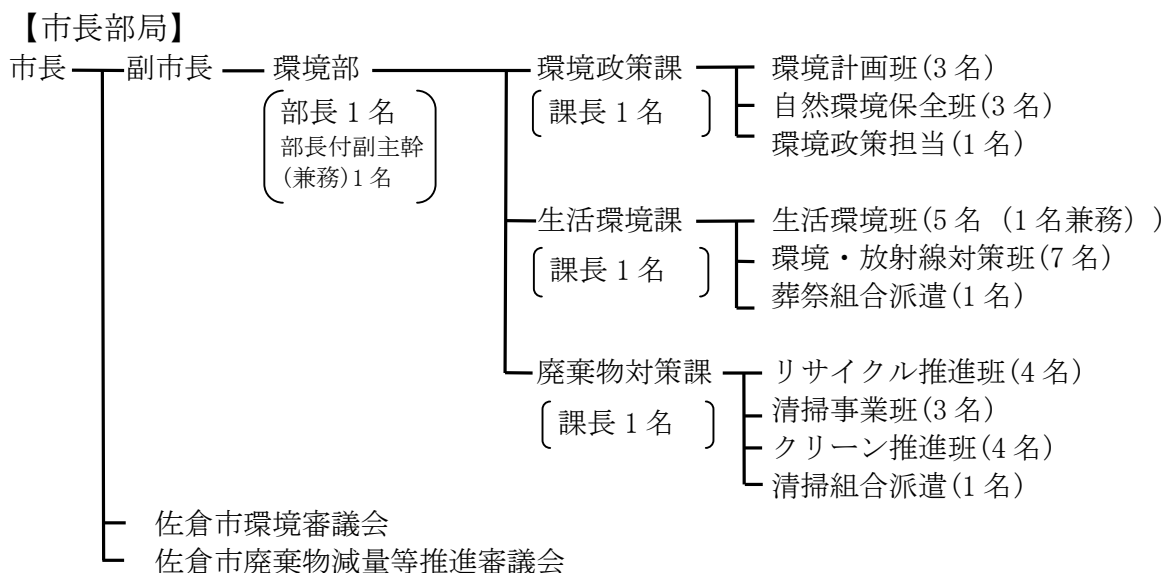 【市長部局】
市長 副市長 環境部 環境政策課 環境計画班(3名)
部長1名 課長1名 自然環境保全班(3名)
部長付副主幹 環境政策担当(1名)
(兼務)1名
生活環境課 生活環境班(5名(1名兼務))
課長1名 環境・放射線対策班(7名)
葬祭組合派遣(1名)
廃棄物対策課 リサイクル推進班(4名)
課長1名 清掃事業班(3名)
クリーン推進班(4名)
清掃組合派遣(1名)
佐倉市環境審議会
佐倉市廃棄物減量等推進審議会